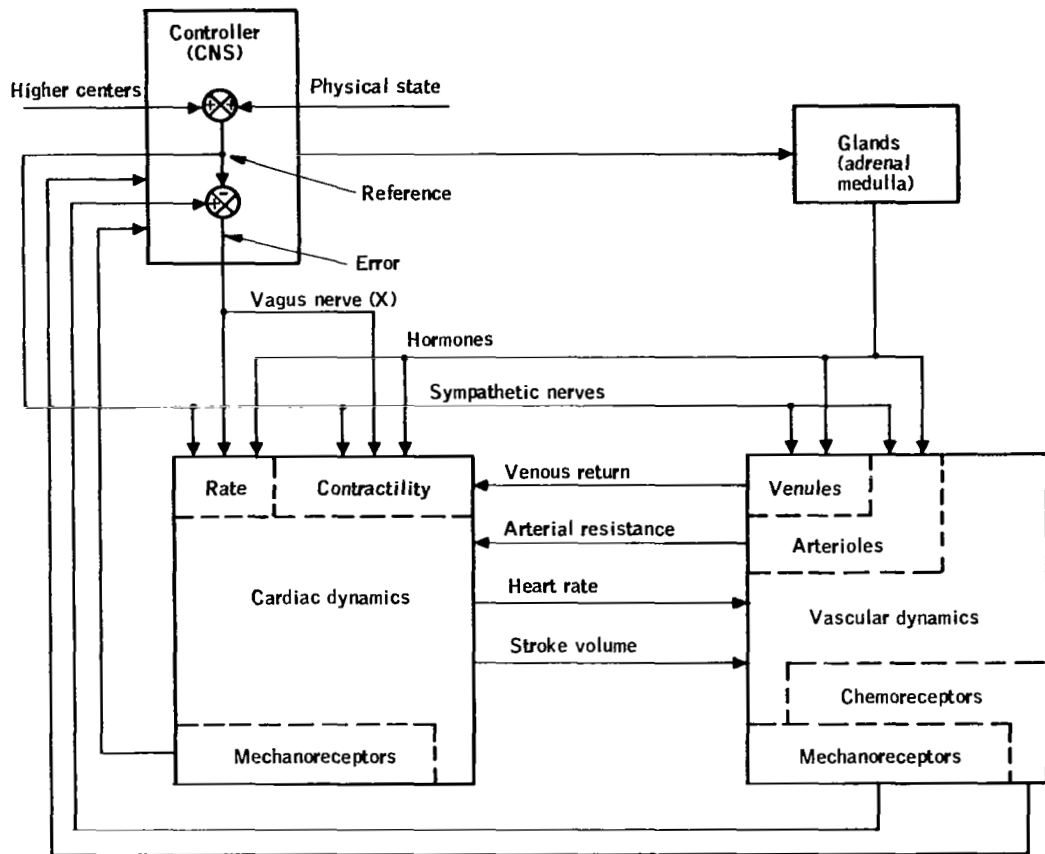 Controller
(CNS)
Higher centers
Physical state
+
+
Glands
(adrenal
medulla)
Reference
-
+
Error
Vagus nerve (X)
Hormones
Sympathetic nerves
Rate
Contractility
Venous return
Venules
Arterial resistance
Arterioles
Cardiac dynamics
Heart rate
Vascular dynamics
Stroke volume
Chemoreceptors
Mechanoreceptors
Mechanoreceptors